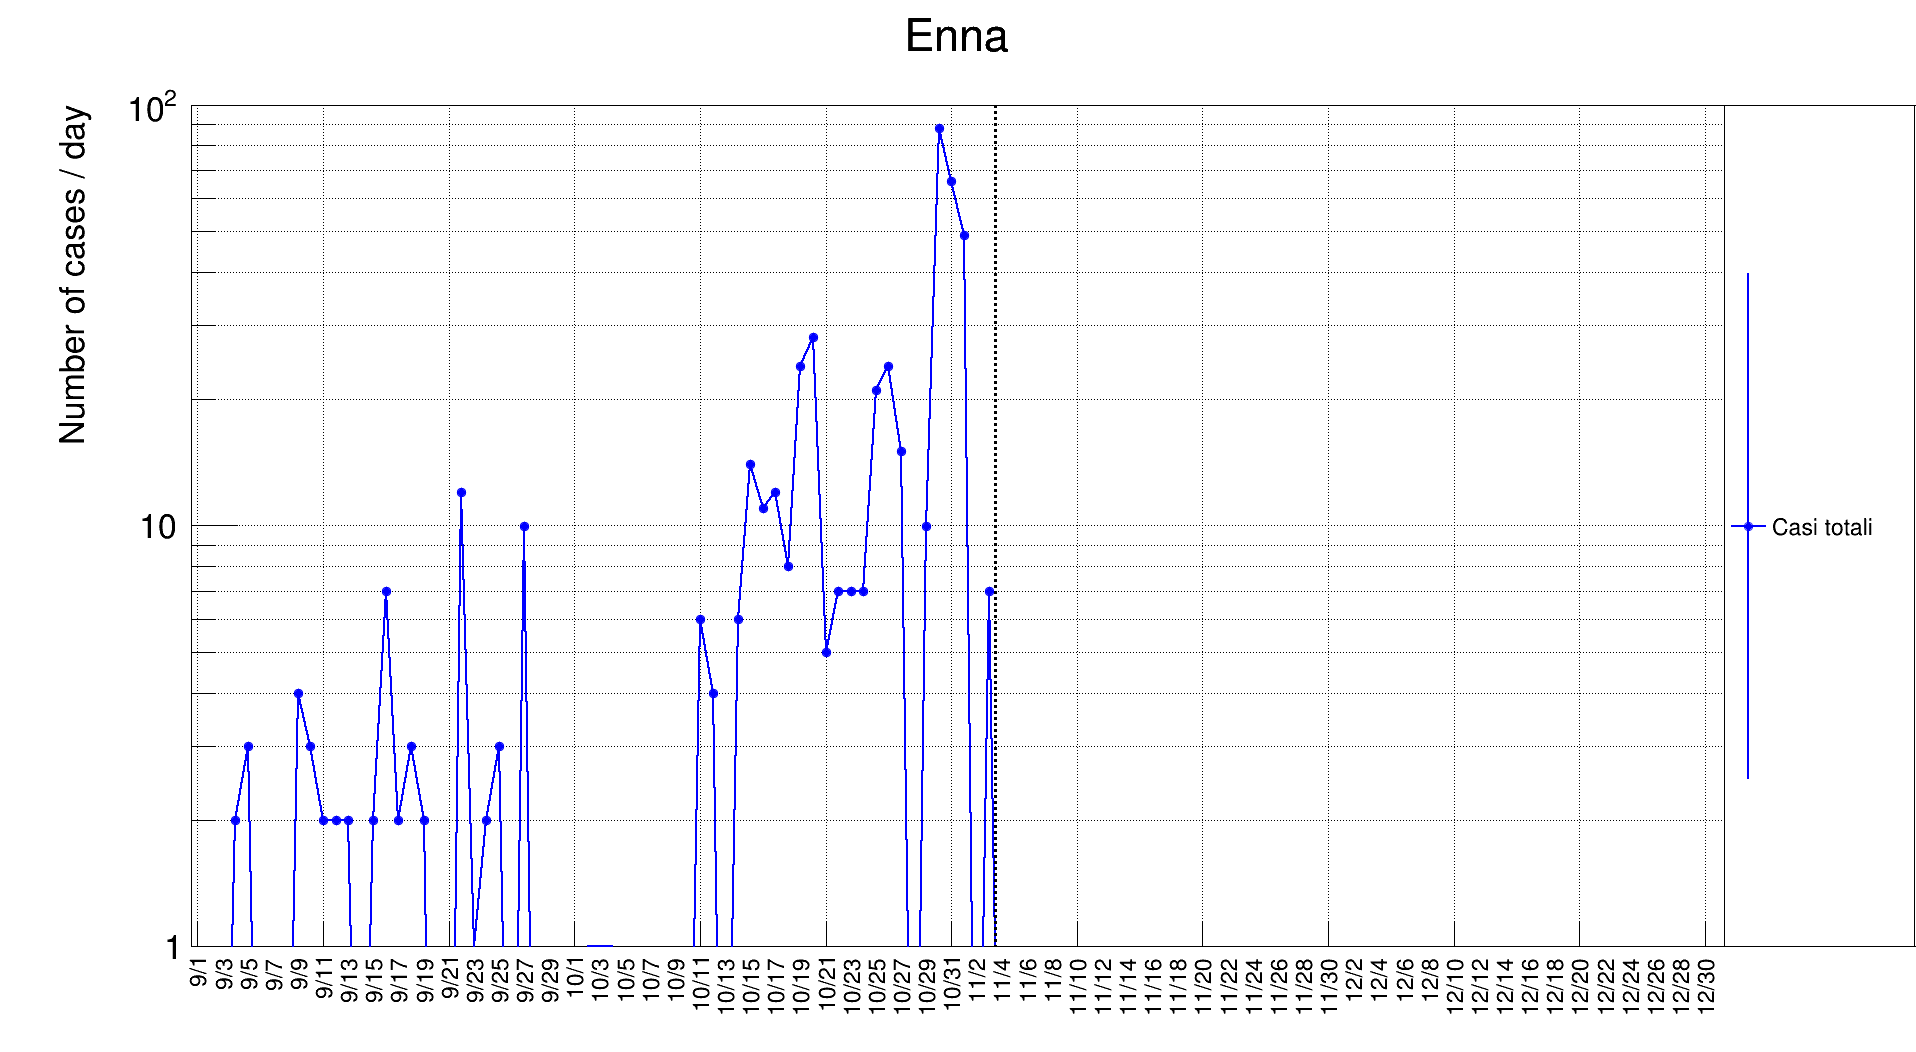 Enna
Number of cases / day
10²
10
1
9/1 9/3 9/5 9/7 9/9 9/11 9/13 9/15 9/17 9/19 9/21 9/23 9/25 9/27 9/29 10/1 10/3 10/5 10/7 10/9 10/11 10/13 10/15 10/17 10/19 10/21 10/23 10/25 10/27 10/29 10/31 11/2 11/4 11/6 11/8 11/10 11/12 11/14 11/16 11/18 11/20 11/22 11/24 11/26 11/28 11/30 12/2 12/4 12/6 12/8 12/10 12/12 12/14 12/16 12/18 12/20 12/22 12/24 12/26 12/28 12/30
Casi totali